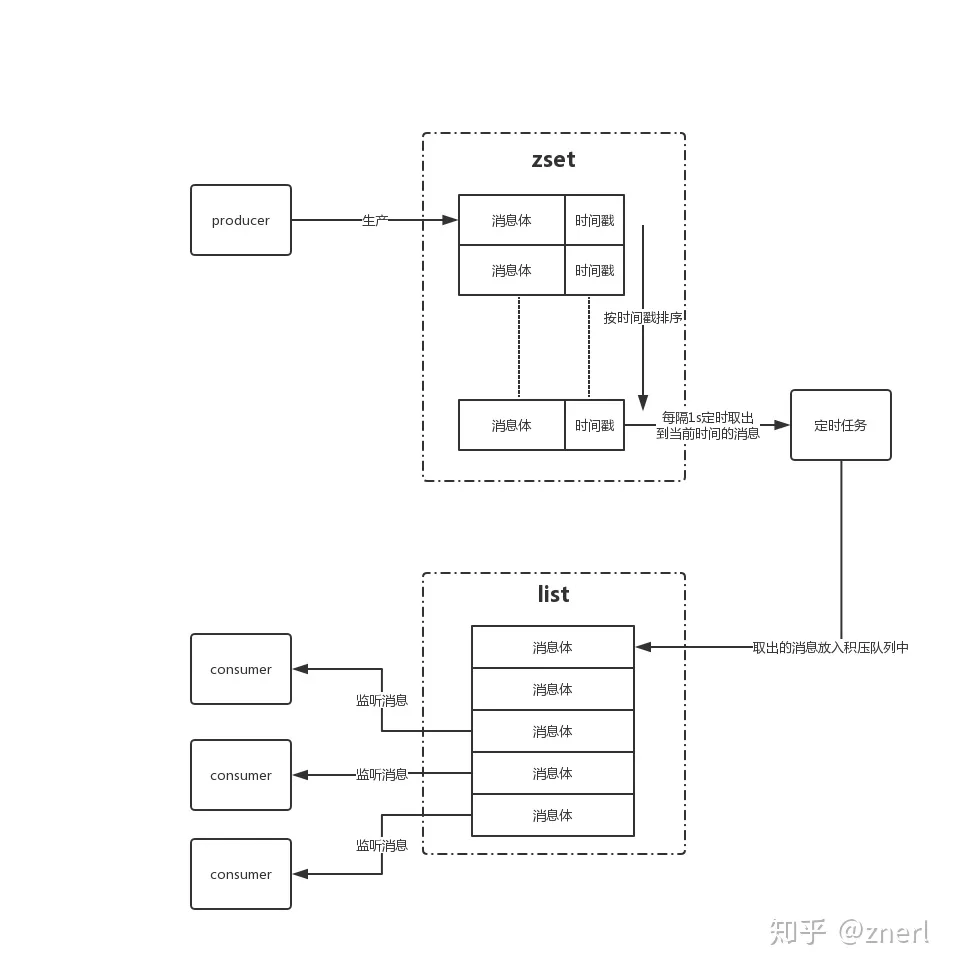 zset
producer
生产
消息体
时间戳
消息体
时间戳
按时间戳排序
消息体
时间戳
每隔1s定时取出
到当前时间的消息
定时任务
list
消息体
取出的消息放入积压队列中
consumer
监听消息
消息体
消息体
consumer
监听消息
消息体
消息体
监听消息
consumer
知乎 @znerl